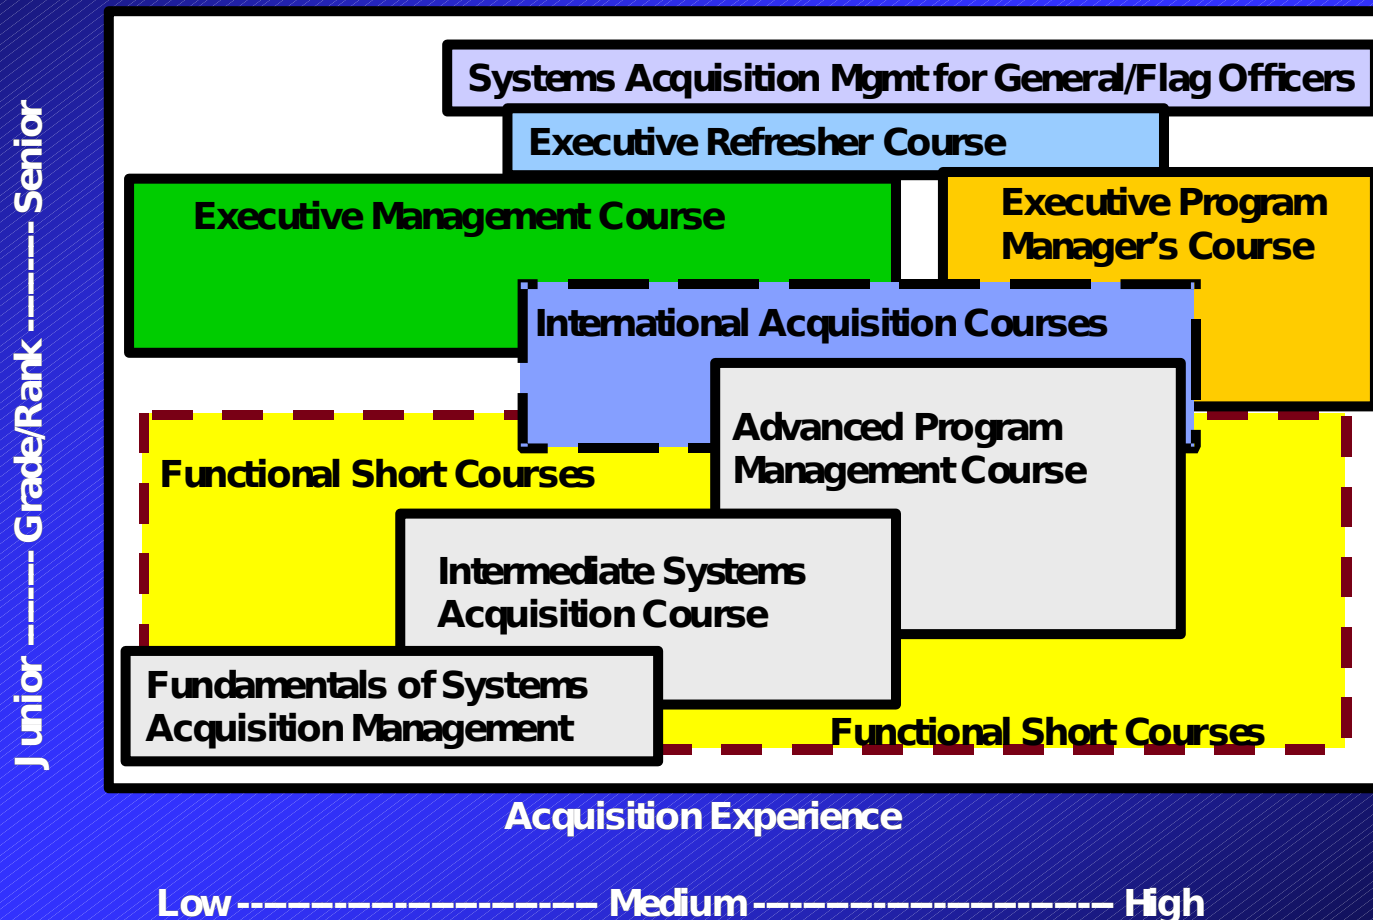 Systems Acquisition Mgmt for General/Flag Officers
Executive Refresher Course
Executive Management Course
Executive Program
Manager's Course
International Acquisition Courses
Advanced Program
Management Course
Functional Short Courses
Intermediate Systems
Acquisition Course
Fundamentals of Systems
Acquisition Management
Functional Short Courses
Junior ------- Grade/Rank ------- Senior
Acquisition Experience
Low ---------------------- Medium ---------------------- High